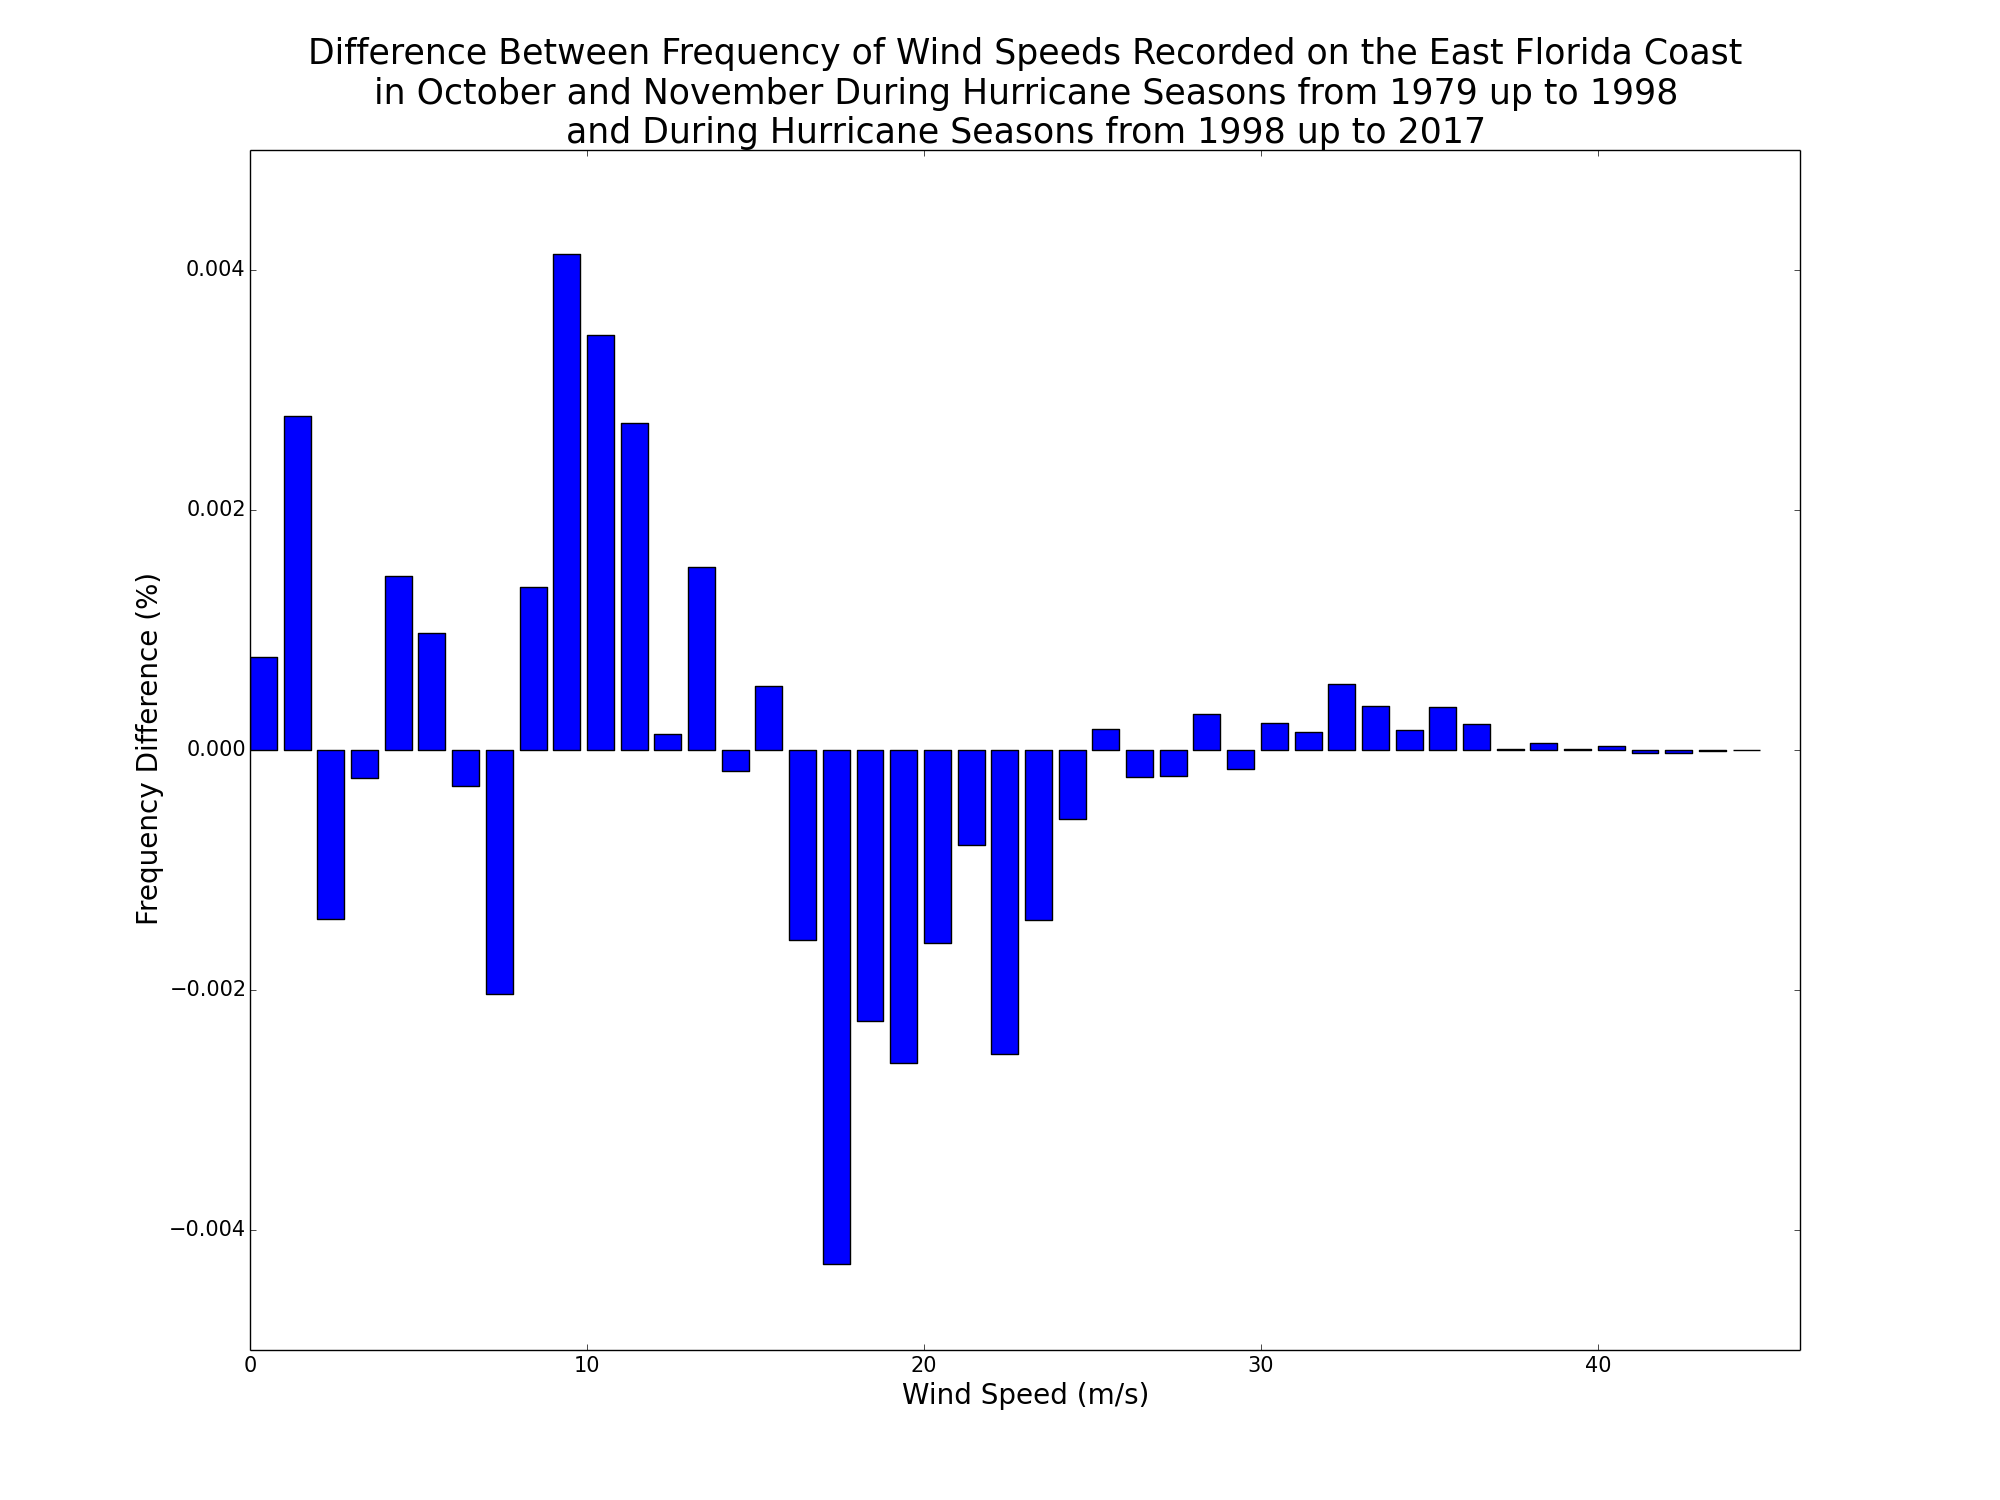 Difference Between Frequency of Wind Speeds Recorded on the East Florida Coast
in October and November During Hurricane Seasons from 1979 up to 1998
and During Hurricane Seasons from 1998 up to 2017
0.004
0.002
0.000
−0.002
−0.004
Frequency Difference (%)
0 10 20 30 40
Wind Speed (m/s)